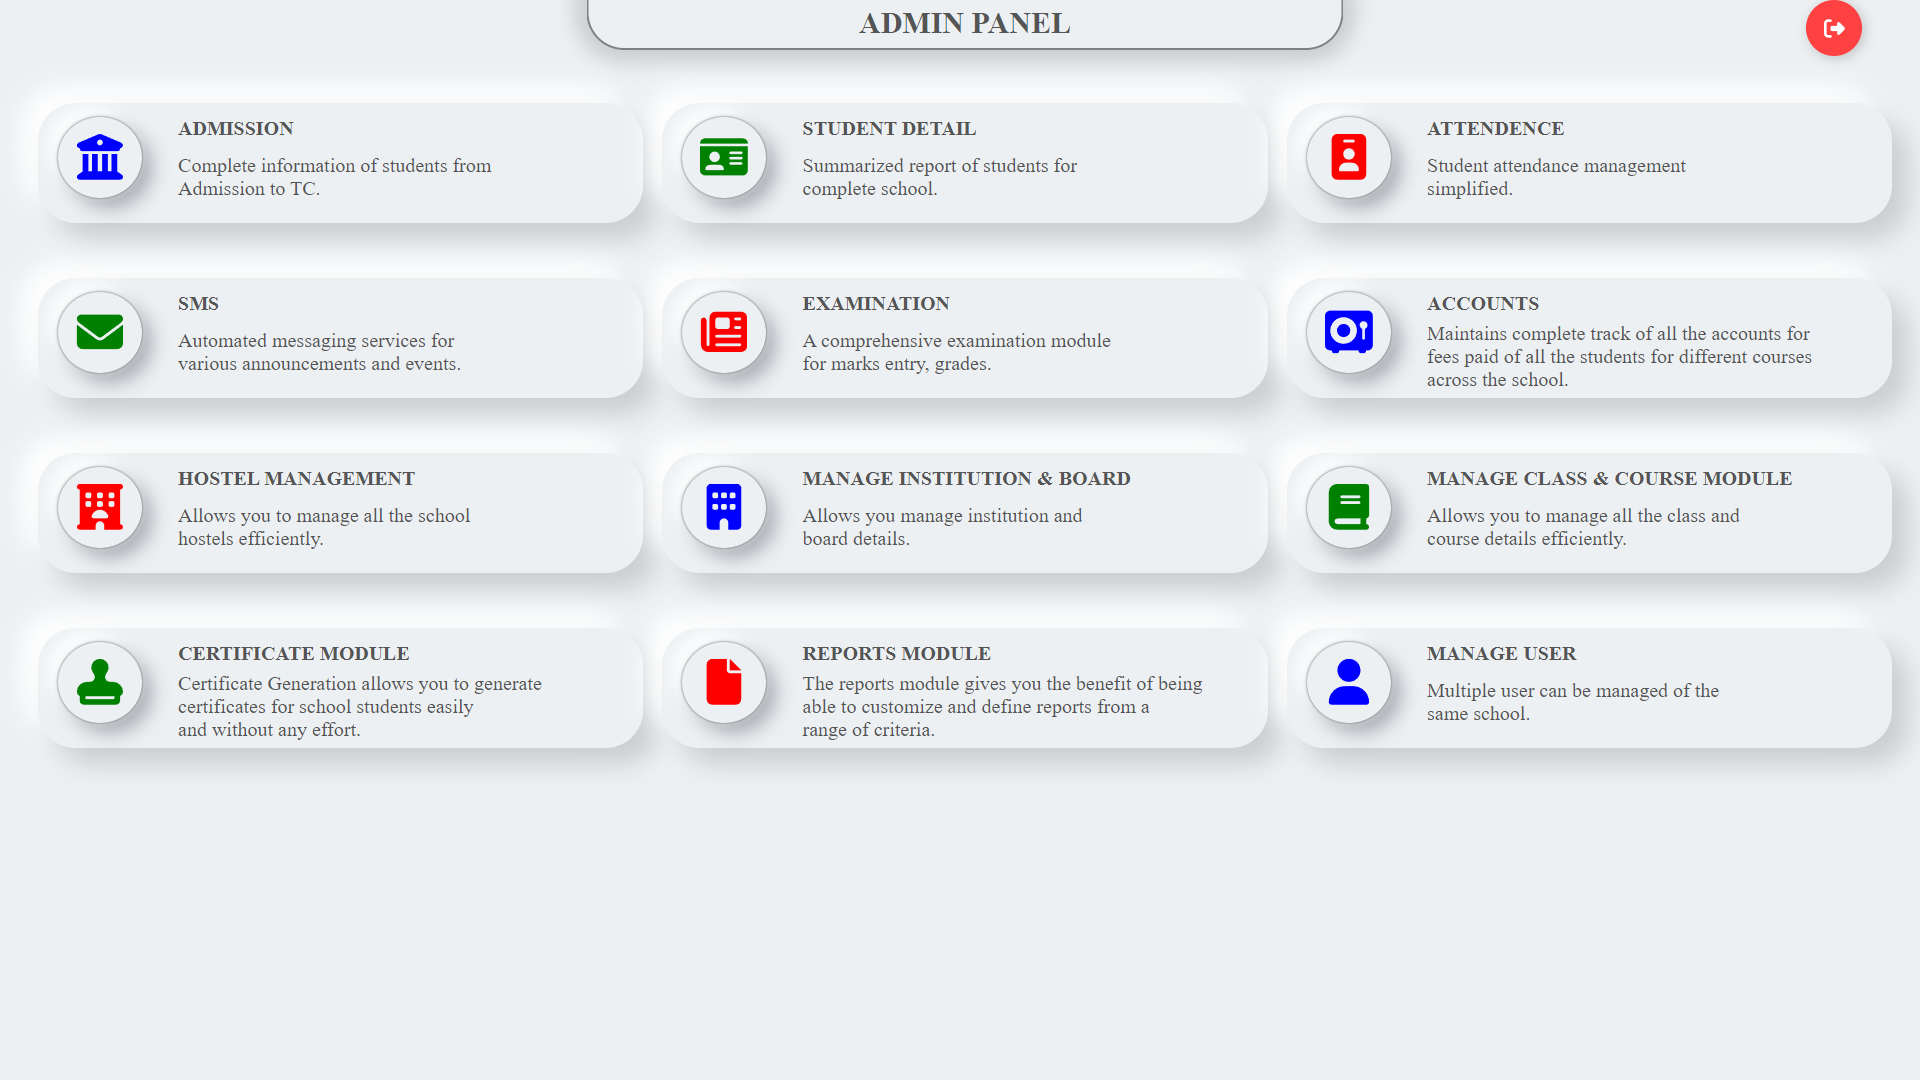 ADMIN PANEL
ADMISSION
Complete information of students from
Admission to TC.
STUDENT DETAIL
Summarized report of students for
complete school.
ATTENDENCE
Student attendance management
simplified.
SMS
Automated messaging services for
various announcements and events.
EXAMINATION
A comprehensive examination module
for marks entry, grades.
ACCOUNTS
Maintains complete track of all the accounts for
fees paid of all the students for different courses
across the school.
HOSTEL MANAGEMENT
Allows you to manage all the school
hostels efficiently.
MANAGE INSTITUTION & BOARD
Allows you manage institution and
board details.
MANAGE CLASS & COURSE MODULE
Allows you to manage all the class and
course details efficiently.
CERTIFICATE MODULE
Certificate Generation allows you to generate
certificates for school students easily
and without any effort.
REPORTS MODULE
The reports module gives you the benefit of being
able to customize and define reports from a
range of criteria.
MANAGE USER
Multiple user can be managed of the
same school.